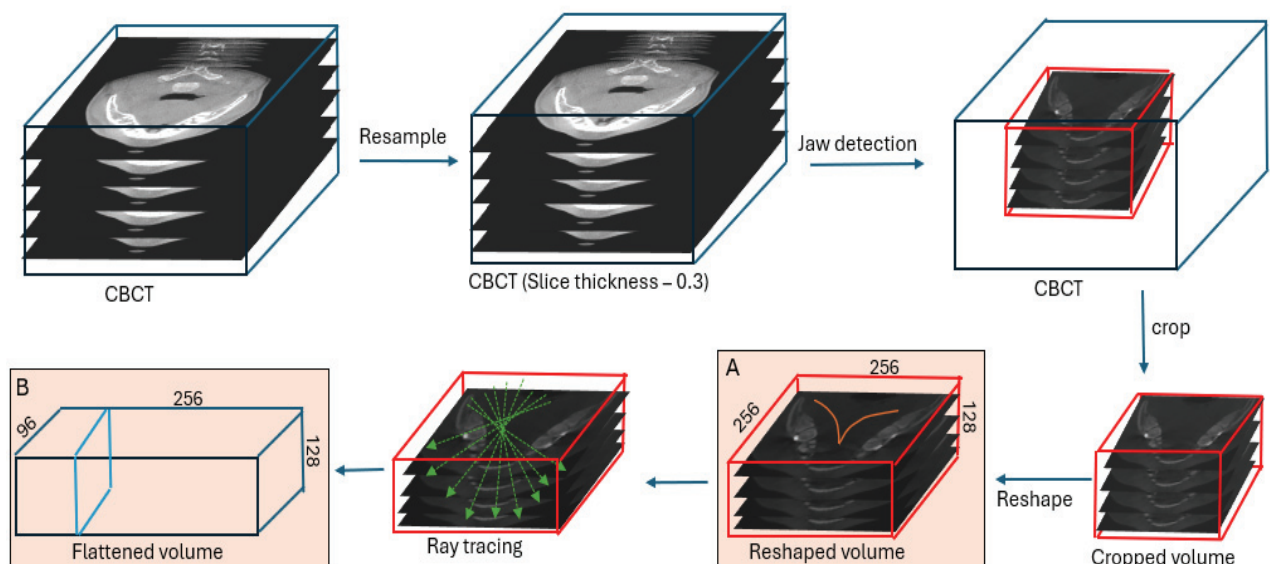 Resample
Jaw detection
CBCT
CBCT (Slice thickness – 0.3)
CBCT
crop
B
256
96
128
Flattened volume
Ray tracing
A
256
256
128
Reshaped volume
Reshape
Cropped volume